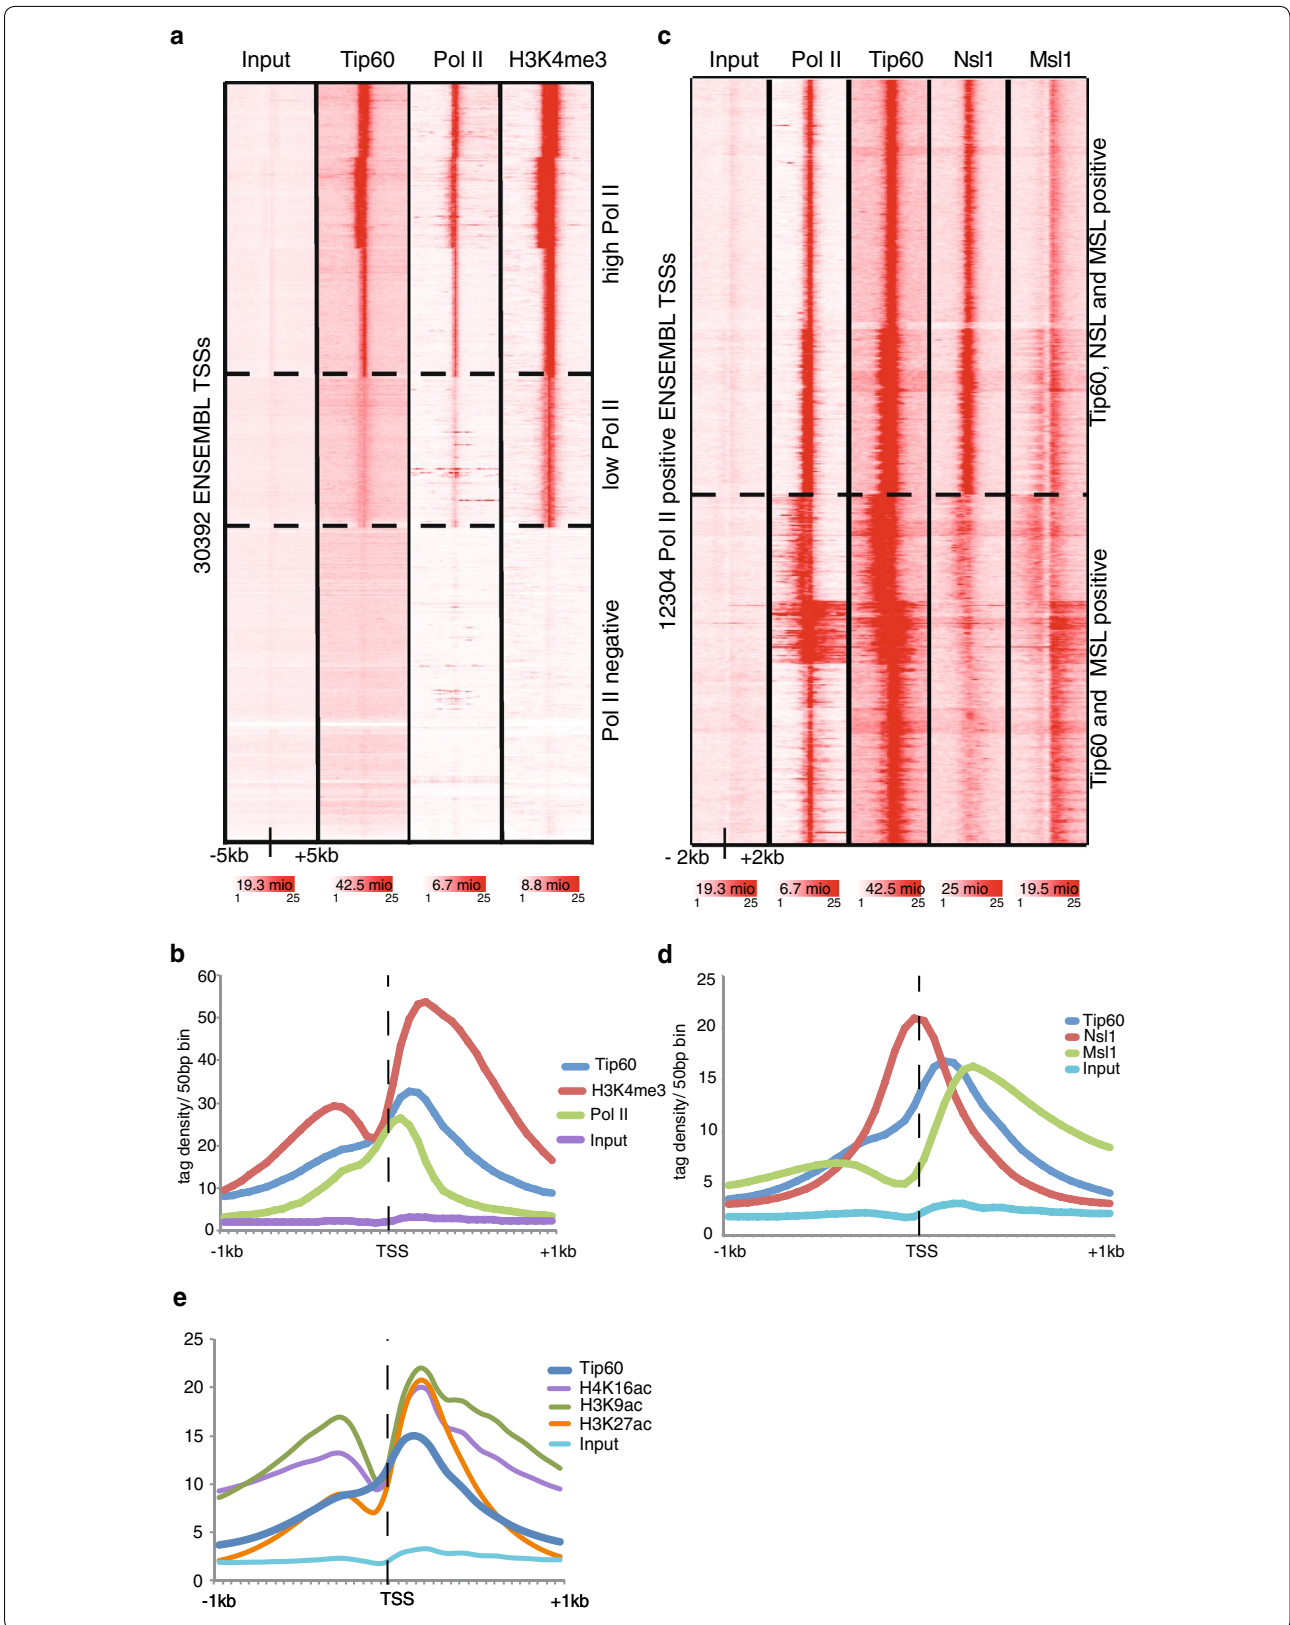 a
Input Tip60 Pol II H3K4me3
30392 ENSEMBL TSSs
high Pol II
low Pol II
Pol II negative
-5kb +5kb
19.3 mio 42.5 mio 6.7 mio 8.8 mio
1 25 1 25 1 25 1 25
c
Input Pol II Tip60 Nsl1 Msl1
12304 Pol II positive ENSEMBL TSSs
Tip60, NSL and MSL positive
Tip60 and MSL positive
- 2kb +2kb
19.3 mio 6.7 mio 42.5 mio 25 mio 19.5 mio
1 25 1 25 1 25 1 25 1 25
b
tag density/ 50bp bin
60
50
40
30
20
10
0
-1kb TSS +1kb
Tip60
H3K4me3
Pol II
Input
d
tag density/ 50bp bin
25
20
15
10
5
0
-1kb TSS +1kb
Tip60
Nsl1
Msl1
Input
e
25
20
15
10
5
0
-1kb TSS +1kb
Tip60
H4K16ac
H3K9ac
H3K27ac
Input